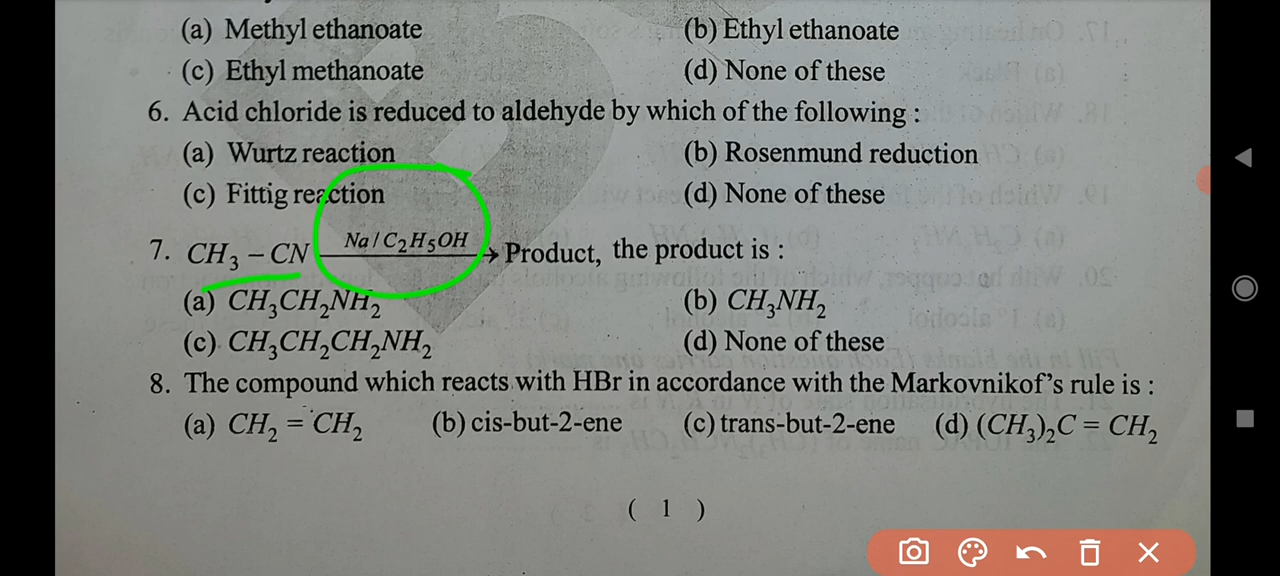 (a) Methyl ethanoate (b) Ethyl ethanoate
(c) Ethyl methanoate (d) None of these
6. Acid chloride is reduced to aldehyde by which of the following :
(a) Wurtz reaction (b) Rosenmund reduction
(c) Fittig reaction (d) None of these
7. CH₃ – CN Na / C₂H₅OH → Product, the product is :
(a) CH₃CH₂NH₂ (b) CH₃NH₂
(c) CH₃CH₂CH₂NH₂ (d) None of these
8. The compound which reacts with HBr in accordance with the Markovnikof's rule is :
(a) CH₂ = CH₂ (b) cis-but-2-ene (c) trans-but-2-ene (d) (CH₃)₂C = CH₂
( 1 )